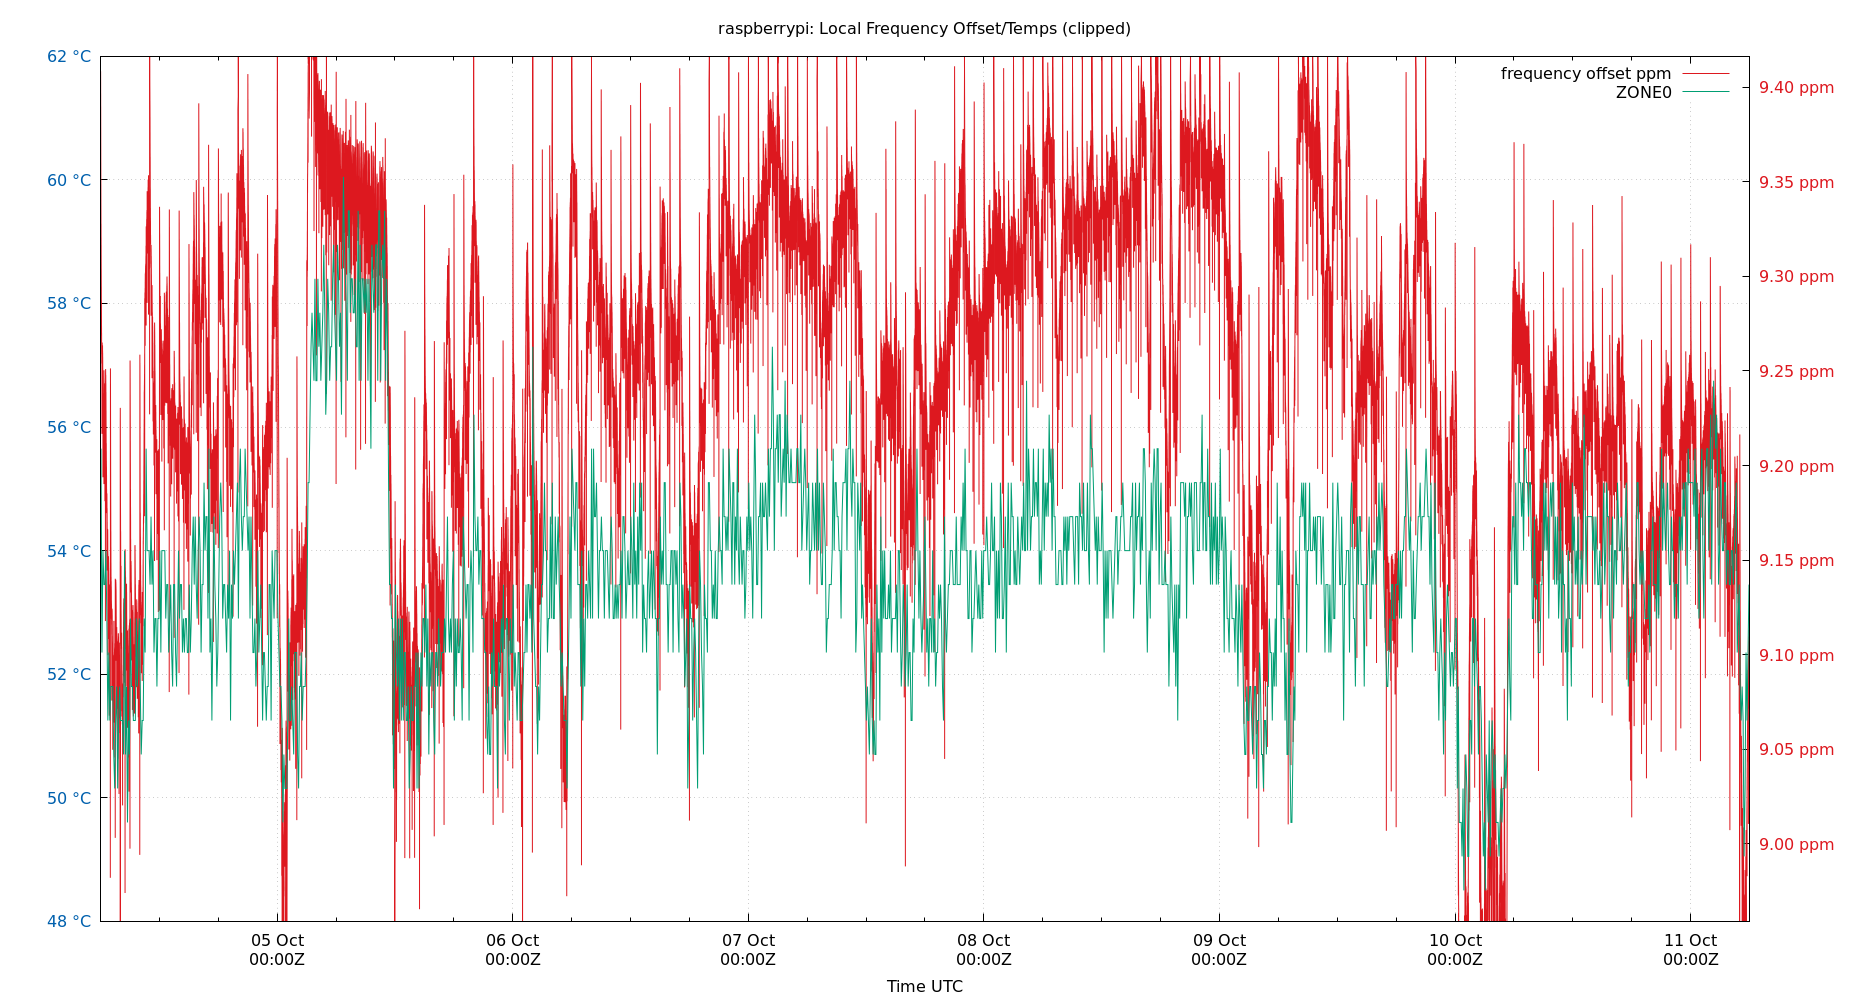 raspberrypi: Local Frequency Offset/Temps (clipped)
62 °C
60 °C
58 °C
56 °C
54 °C
52 °C
50 °C
48 °C
frequency offset ppm
ZONE0
9.40 ppm
9.35 ppm
9.30 ppm
9.25 ppm
9.20 ppm
9.15 ppm
9.10 ppm
9.05 ppm
9.00 ppm
05 Oct
00:00Z
06 Oct
00:00Z
07 Oct
00:00Z
08 Oct
00:00Z
09 Oct
00:00Z
10 Oct
00:00Z
11 Oct
00:00Z
Time UTC